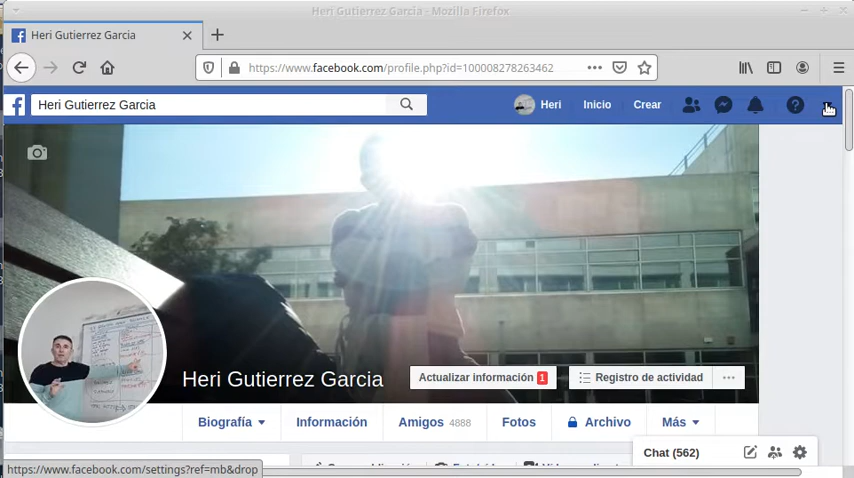 Heri Gutierrez Garcia - Mozilla Firefox
Heri Gutierrez Garcia
https://www.facebook.com/profile.php?id=100008278263462
Heri Gutierrez Garcia
Heri
Inicio
Crear
Heri Gutierrez Garcia
Actualizar información 1
Registro de actividad
Biografía
Información
Amigos 4888
Fotos
Archivo
Más
Chat (562)
https://www.facebook.com/settings?ref=mb&drop